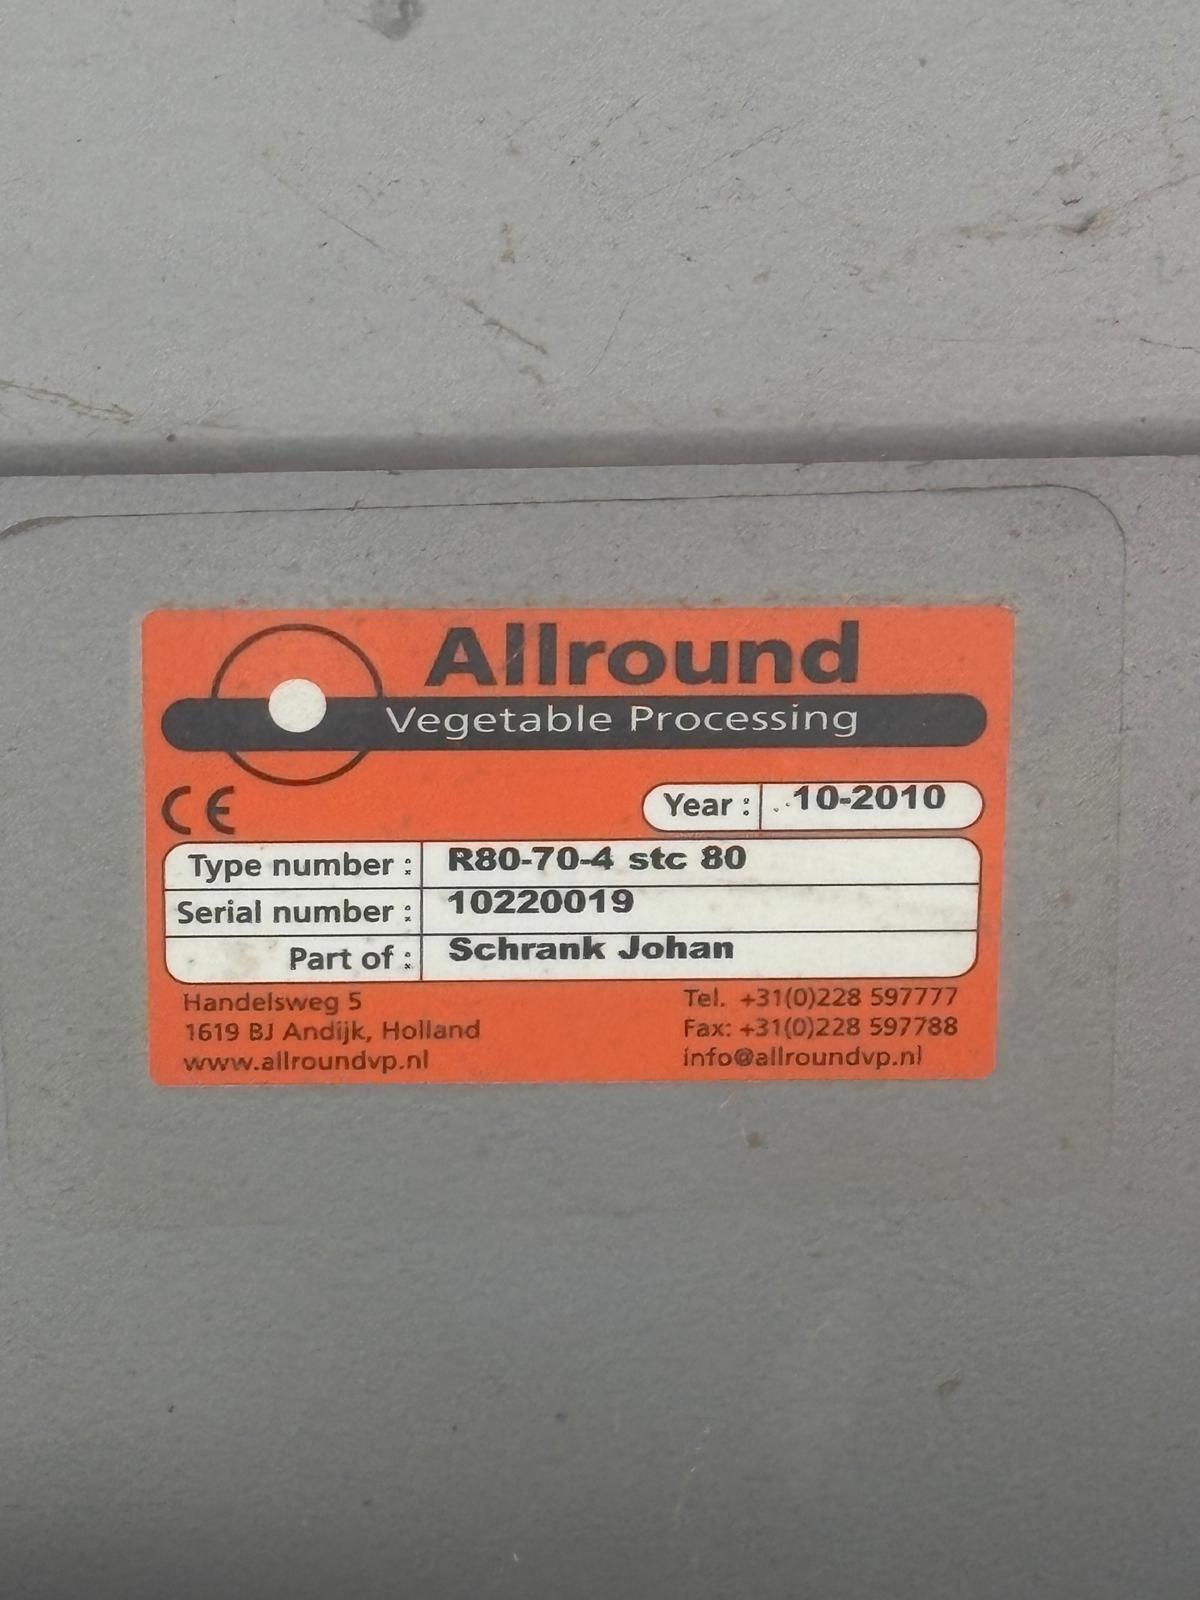 Allround
Vegetable Processing
CE
Year : 10-2010
Type number : R80-70-4 stc 80
Serial number : 10220019
Part of : Schrank Johan
Handelsweg 5
1619 BJ Andijk, Holland
www.allroundvp.nl
Tel. +31(0)228 597777
Fax: +31(0)228 597788
info@allroundvp.nl